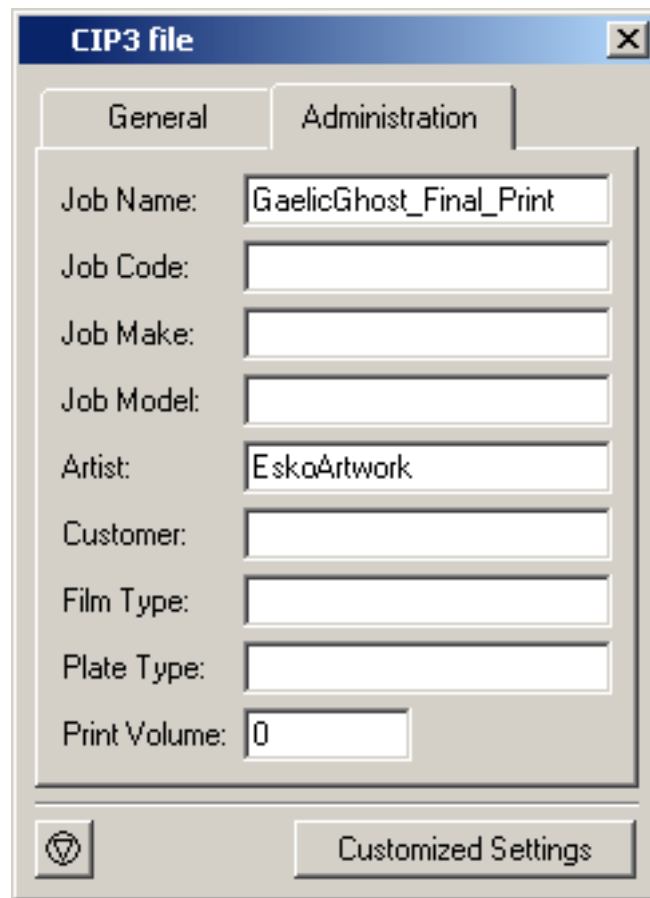 CIP3 file
General Administration
Job Name: GaelicGhost_Final_Print
Job Code:
Job Make:
Job Model:
Artist: EskoArtwork
Customer:
Film Type:
Plate Type:
Print Volume: 0
Customized Settings